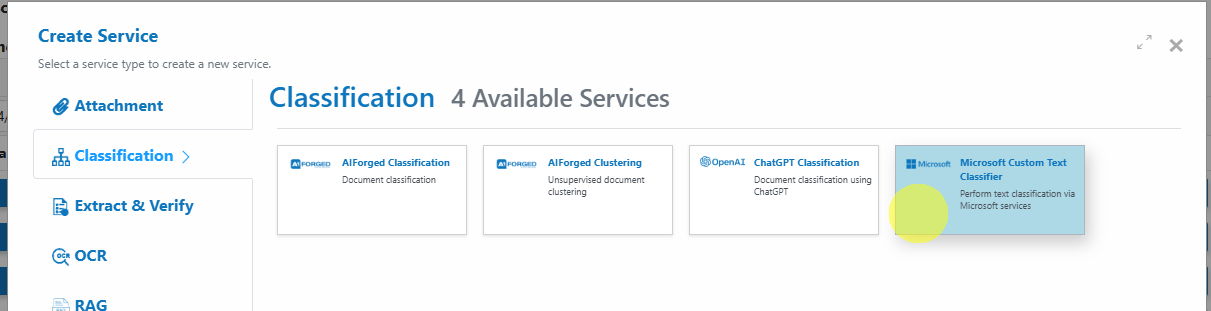 Create Service
Select a service type to create a new service.
Attachment
Classification
Extract & Verify
OCR
OCR
RAG
Classification 4 Available Services
AIFORGED
AIForged Classification
Document classification
AIFORGED
AIForged Clustering
Unsupervised document
clustering
OpenAI
ChatGPT Classification
Document classification using
ChatGPT
Microsoft
Microsoft Custom Text
Classifier
Perform text classification via
Microsoft services